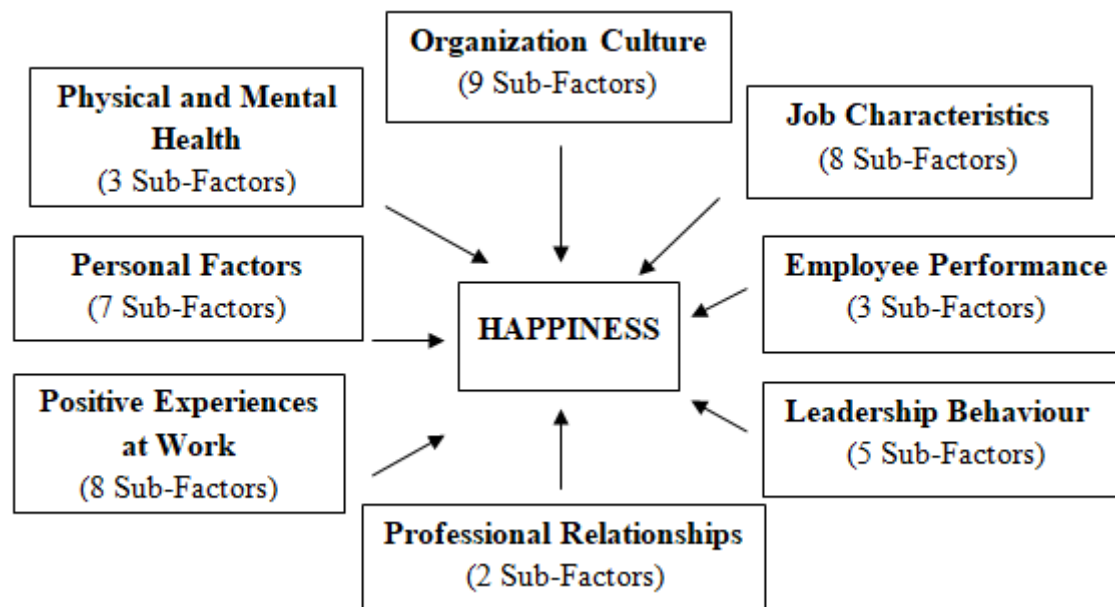 Organization Culture
(9 Sub-Factors)
Physical and Mental
Health
(3 Sub-Factors)
Job Characteristics
(8 Sub-Factors)
Personal Factors
(7 Sub-Factors)
HAPPINESS
Employee Performance
(3 Sub-Factors)
Positive Experiences
at Work
(8 Sub-Factors)
Leadership Behaviour
(5 Sub-Factors)
Professional Relationships
(2 Sub-Factors)